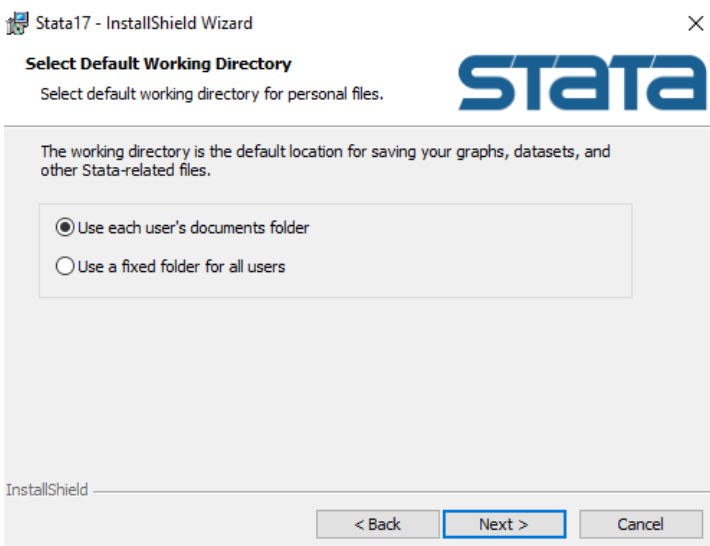 Stata17 - InstallShield Wizard
Select Default Working Directory
Select default working directory for personal files.
STATA
The working directory is the default location for saving your graphs, datasets, and
other Stata-related files.
Use each user's documents folder
Use a fixed folder for all users
InstallShield
< Back
Next >
Cancel